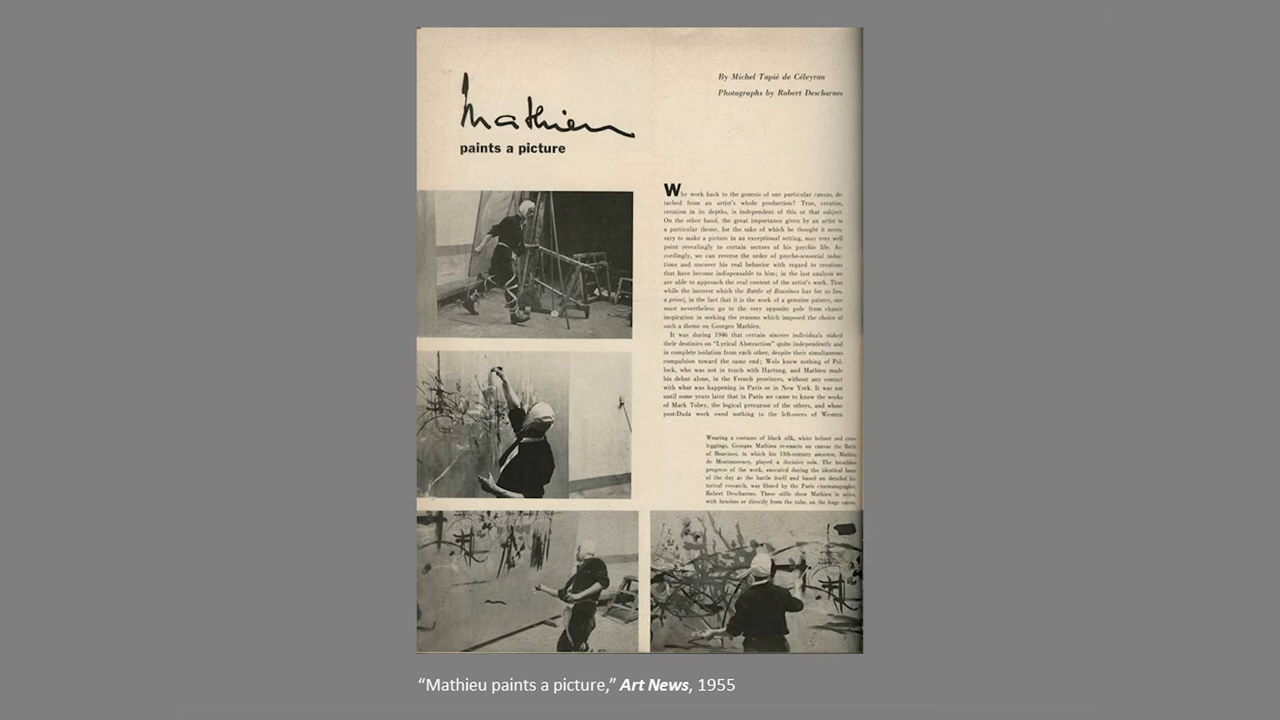 Mathieu
paints a picture
By Michel Tapié de Céleyran
Photographs by Robert Descharnes
Why work back to the genesis of one particular canvas, de-
tached from an artist's whole production? True, creation,
creation in its depths, is independent of this or that subject.
On the other hand, the great importance given by an artist to
a particular theme, for the sake of which he thought it neces-
sary to make a picture in an exceptional setting, may very well
point revealingly to certain sectors of his psychic life. Ac-
cordingly, we can reverse the order of psycho-sensorial induc-
tions and uncover his real behavior with regard to creations
that have become indispensable to him; in the last analysis we
are able to approach the real content of the artist's work. Thus
while the interest which the Battle of Bouvines has for us lies,
a priori, in the fact that it is the work of a genuine painter, one
must nevertheless go to the very opposite pole from chance
inspiration in seeking the reasons which imposed the choice of
such a theme on Georges Mathieu.
It was during 1946 that certain sincere individuals staked
their destinies on "Lyrical Abstraction" quite independently and
in complete isolation from each other, despite their simultaneous
compulsion toward the same end; Wols knew nothing of Pol-
lock, who was not in touch with Hartung, and Mathieu made
his debut alone, in the French provinces, without any contact
with what was happening in Paris or in New York. It was not
until some years later that in Paris we came to know the works
of Mark Tobey, the logical precursor of the others, and whose
post-Dada work owed nothing to the left-overs of Western
Wearing a costume of black silk, white helmet and
leggings, Georges Mathieu re-enacts on canvas the Battle
of Bouvines, in which his 13th-century ancestor, Mathieu
de Montmorency, played a decisive role. The breathless
progress of the work, executed during the identical hours
of the day as the battle itself and based on detailed his-
torical research, was filmed by the Paris cinematographer,
Robert Descharnes. These stills show Mathieu in action,
with brushes or directly from the tube, on the huge canvas.
“Mathieu paints a picture,” Art News, 1955